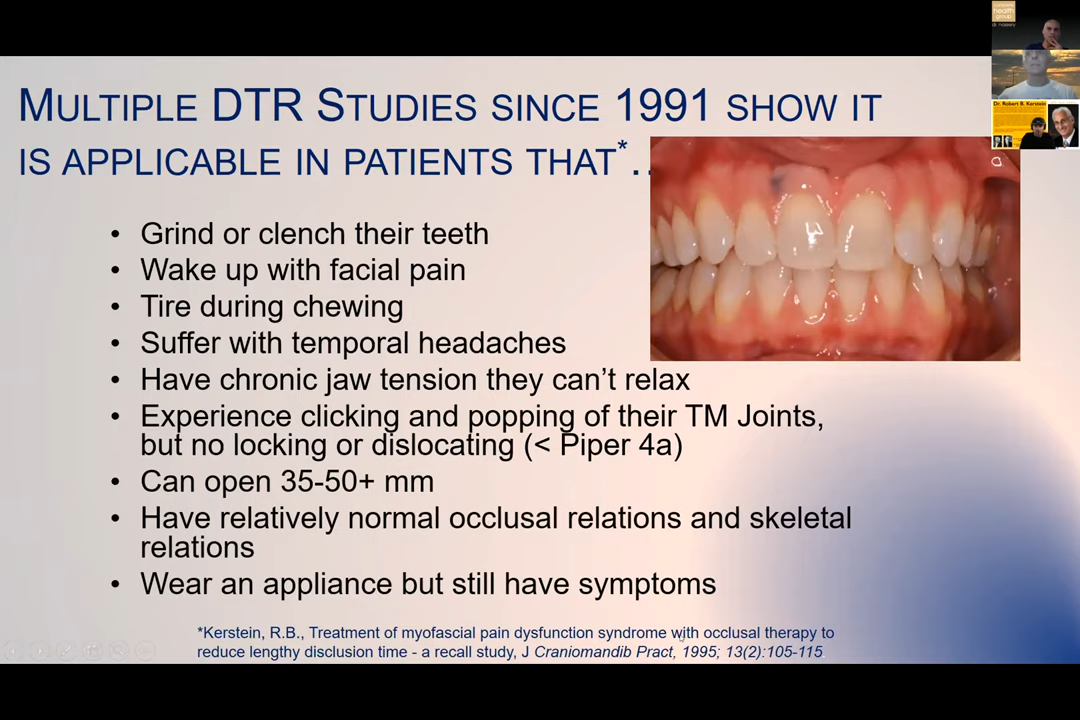 MULTIPLE DTR STUDIES SINCE 1991 SHOW IT
IS APPLICABLE IN PATIENTS THAT*..
• Grind or clench their teeth
• Wake up with facial pain
• Tire during chewing
• Suffer with temporal headaches
• Have chronic jaw tension they can't relax
• Experience clicking and popping of their TM Joints,
but no locking or dislocating (< Piper 4a)
• Can open 35-50+ mm
• Have relatively normal occlusal relations and skeletal
relations
• Wear an appliance but still have symptoms
*Kerstein, R.B., Treatment of myofascial pain dysfunction syndrome with occlusal therapy to
reduce lengthy disclusion time - a recall study, J Craniomandib Pract, 1995; 13(2):105-115
health
group
Dr. Robert B. Kerstein